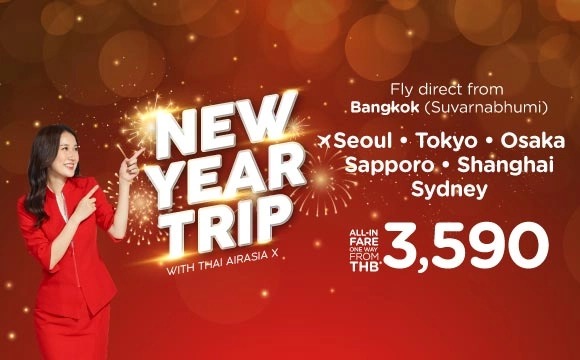 NEW
YEAR
TRIP
WITH THAI AIRASIA X
Fly direct from
Bangkok (Suvarnabhumi)
Seoul • Tokyo • Osaka
Sapporo • Shanghai
Sydney
ALL-IN
FARE
ONE WAY
FROM
THB*
3,590